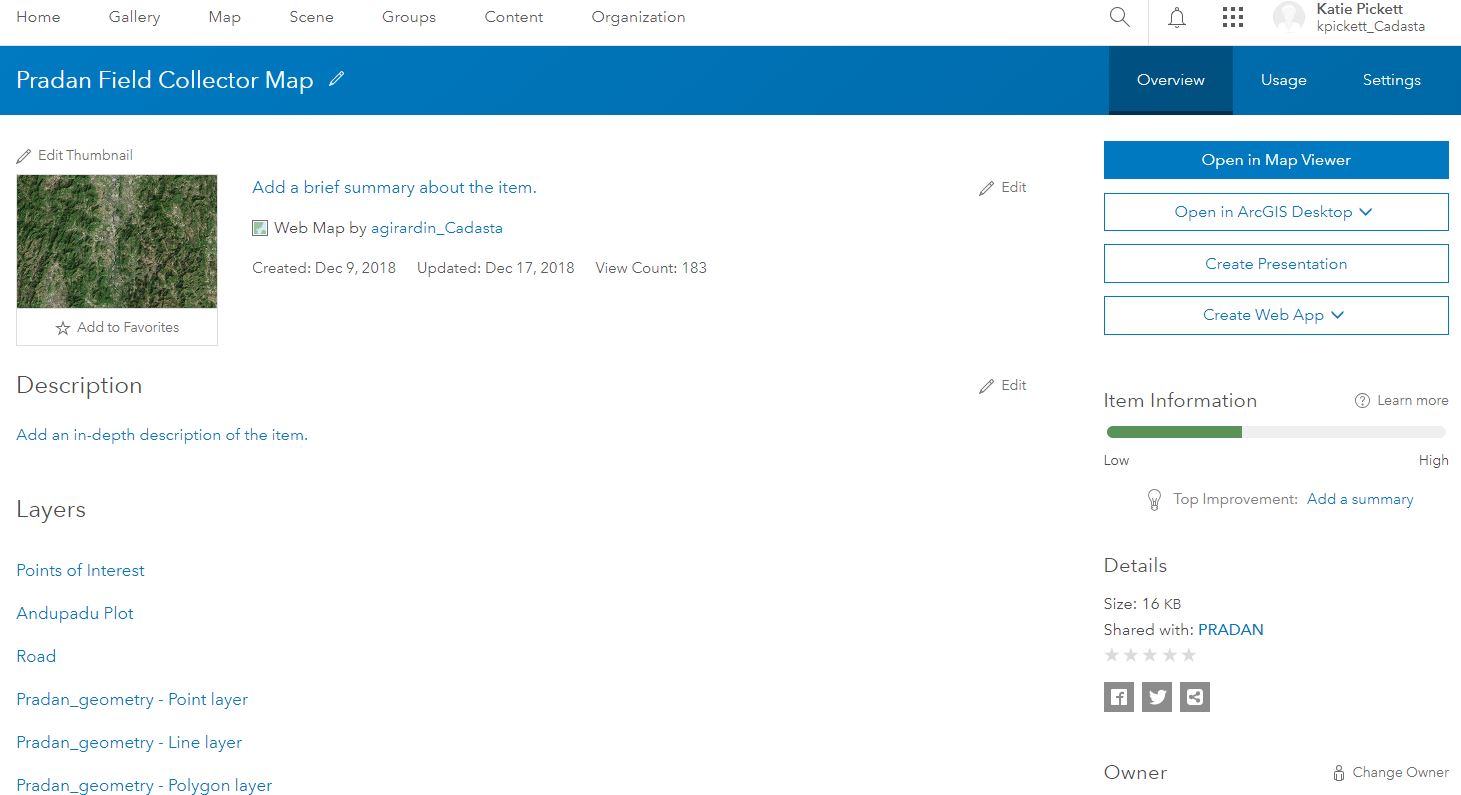 Home Gallery Map Scene Groups Content Organization
Katie Pickett
kpickett_Cadasta
Pradan Field Collector Map
Overview Usage Settings
Edit Thumbnail
Add to Favorites
Add a brief summary about the item.
Edit
Web Map by agirardin_Cadasta
Created: Dec 9, 2018 Updated: Dec 17, 2018 View Count: 183
Description
Edit
Add an in-depth description of the item.
Layers
Points of Interest
Andupadu Plot
Road
Pradan_geometry - Point layer
Pradan_geometry - Line layer
Pradan_geometry - Polygon layer
Open in Map Viewer
Open in ArcGIS Desktop
Create Presentation
Create Web App
Item Information
Learn more
Low High
Top Improvement: Add a summary
Details
Size: 16 KB
Shared with: PRADAN
Owner
Change Owner